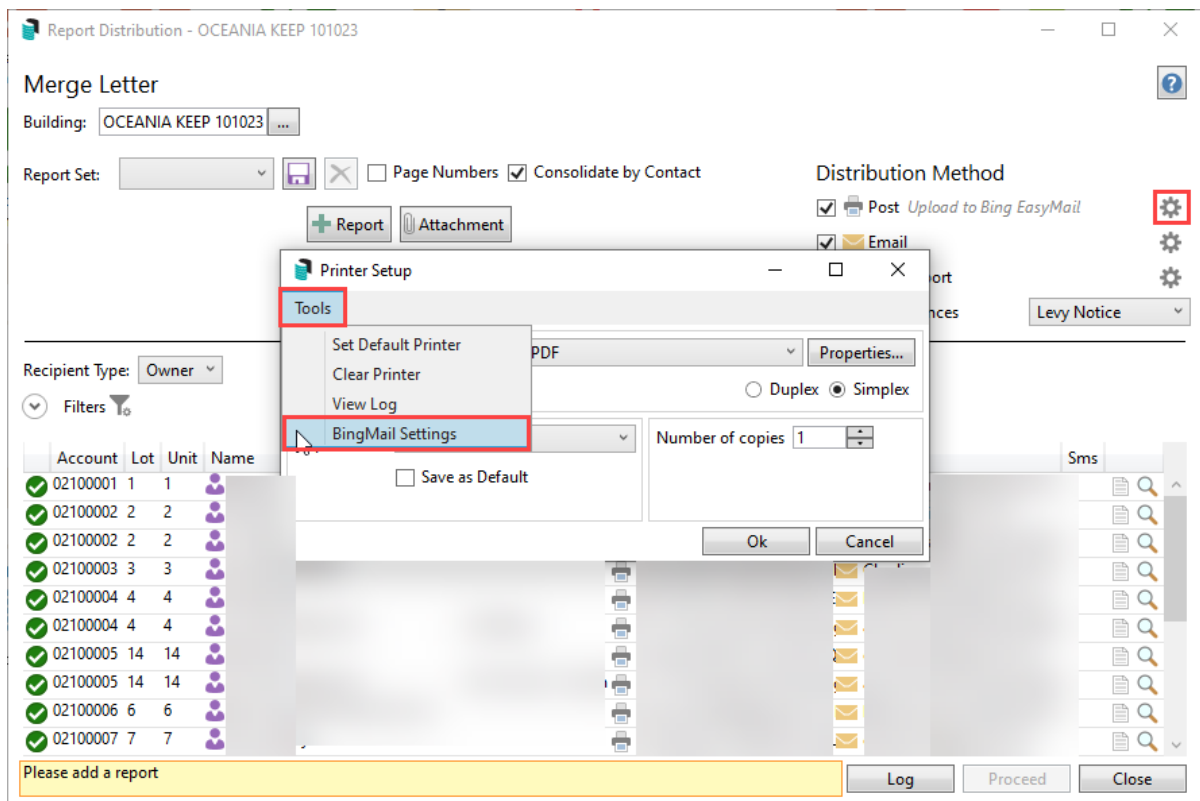 Report Distribution - OCEANIA KEEP 101023
Merge Letter
Building: OCEANIA KEEP 101023 ...
Report Set: Page Numbers Consolidate by Contact
Distribution Method
Post Upload to Bing EasyMail
Report Attachment
Email
Printer Setup
ort
Tools
nces Levy Notice
Set Default Printer
PDF Properties...
Clear Printer
Duplex Simplex
View Log
BingMail Settings
Number of copies 1
Save as Default
Ok Cancel
Recipient Type: Owner
Filters
Account Lot Unit Name Sms
02100001 1 1
02100002 2 2
02100002 2 2
02100003 3 3
02100004 4 4
02100004 4 4
02100005 14 14
02100005 14 14
02100006 6 6
02100007 7 7
Please add a report
Log Proceed Close